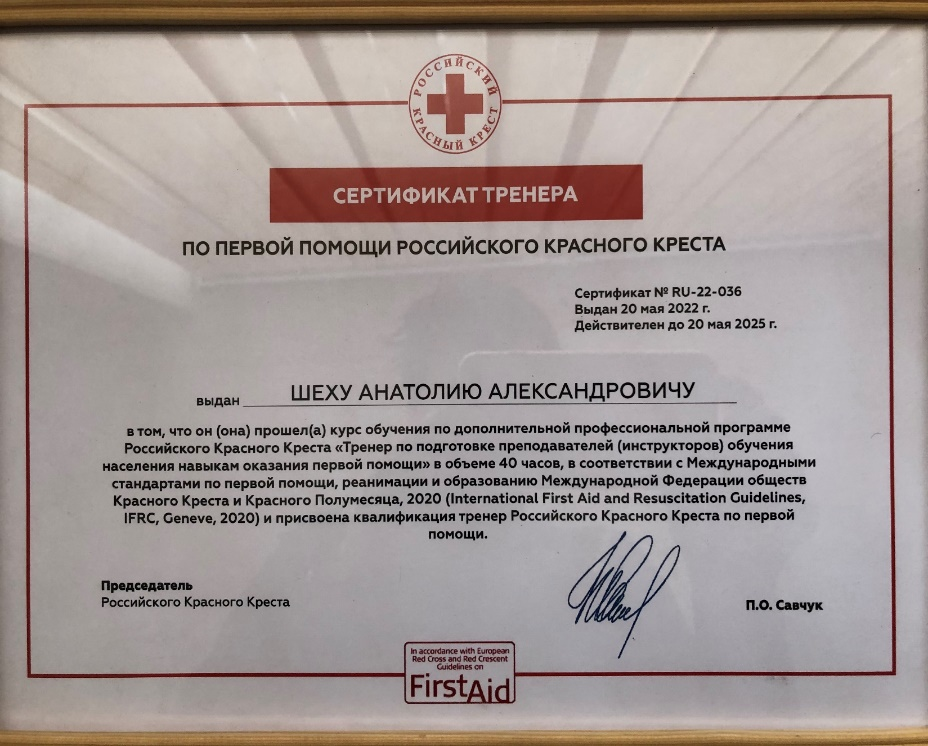 РОССИЙСКИЙ
КРАСНЫЙ КРЕСТ
СЕРТИФИКАТ ТРЕНЕРА
ПО ПЕРВОЙ ПОМОЩИ РОССИЙСКОГО КРАСНОГО КРЕСТА
Сертификат № RU-22-036
Выдан 20 мая 2022 г.
Действителен до 20 мая 2025 г.
выдан ШЕХУ АНАТОЛИЮ АЛЕКСАНДРОВИЧУ
в том, что он (она) прошел(а) курс обучения по дополнительной профессиональной программе
Российского Красного Креста «Тренер по подготовке преподавателей (инструкторов) обучения
населения навыкам оказания первой помощи» в объеме 40 часов, в соответствии с Международными
стандартами по первой помощи, реанимации и образованию Международной Федерации обществ
Красного Креста и Красного Полумесяца, 2020 (International First Aid and Resuscitation Guidelines,
IFRC, Geneve, 2020) и присвоена квалификация тренер Российского Красного Креста по первой
помощи.
Председатель
Российского Красного Креста
П.О. Савчук
In accordance with European
Red Cross and Red Crescent
Guidelines on
FirstAid